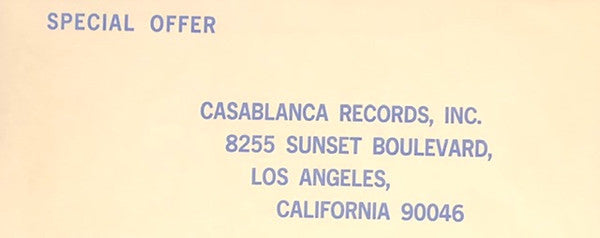 SPECIAL OFFER
CASABLANCA RECORDS, INC.
8255 SUNSET BOULEVARD,
LOS ANGELES,
CALIFORNIA 90046